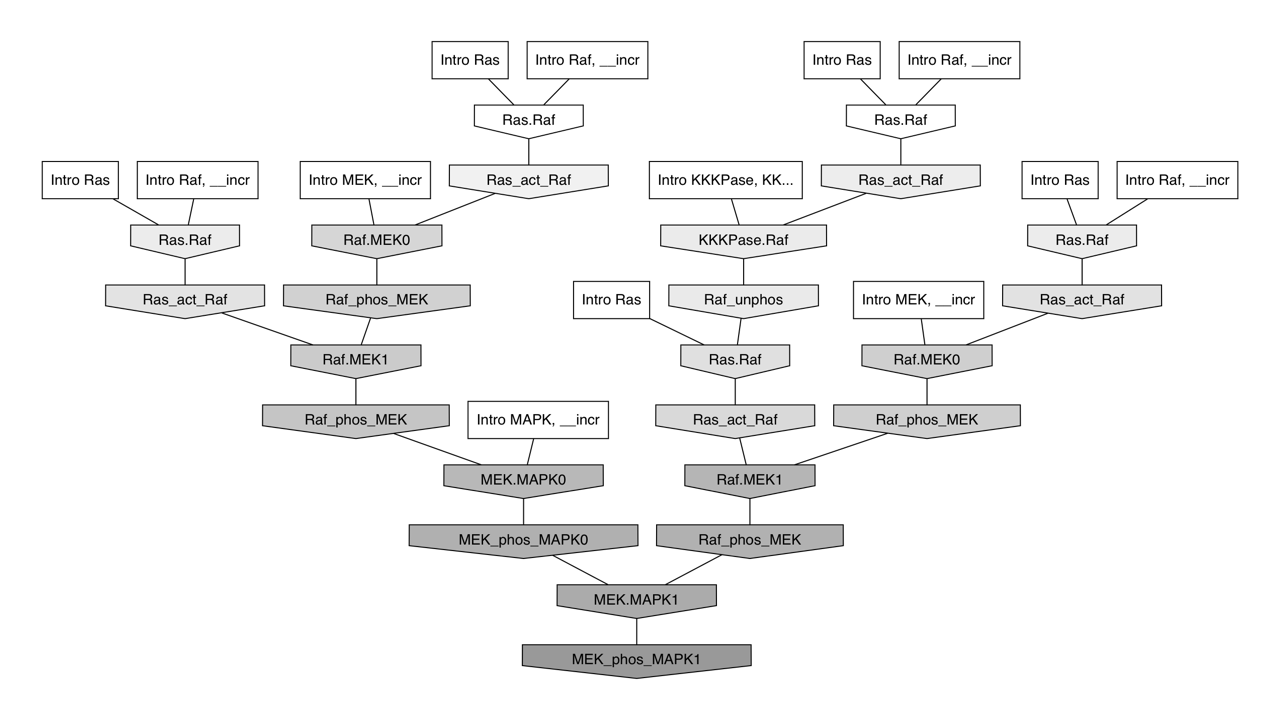 Intro Ras
Intro Raf, __incr
Intro Ras
Intro Raf, __incr
Ras.Raf
Ras.Raf
Intro Ras
Intro Raf, __incr
Intro MEK, __incr
Ras_act_Raf
Intro KKKPase, KK...
Ras_act_Raf
Intro Ras
Intro Raf, __incr
Ras.Raf
Raf.MEK0
KKKPase.Raf
Ras.Raf
Ras_act_Raf
Raf_phos_MEK
Intro Ras
Raf_unphos
Intro MEK, __incr
Ras_act_Raf
Raf.MEK1
Ras.Raf
Raf.MEK0
Raf_phos_MEK
Intro MAPK, __incr
Ras_act_Raf
Raf_phos_MEK
MEK.MAPK0
Raf.MEK1
MEK_phos_MAPK0
Raf_phos_MEK
MEK.MAPK1
MEK_phos_MAPK1